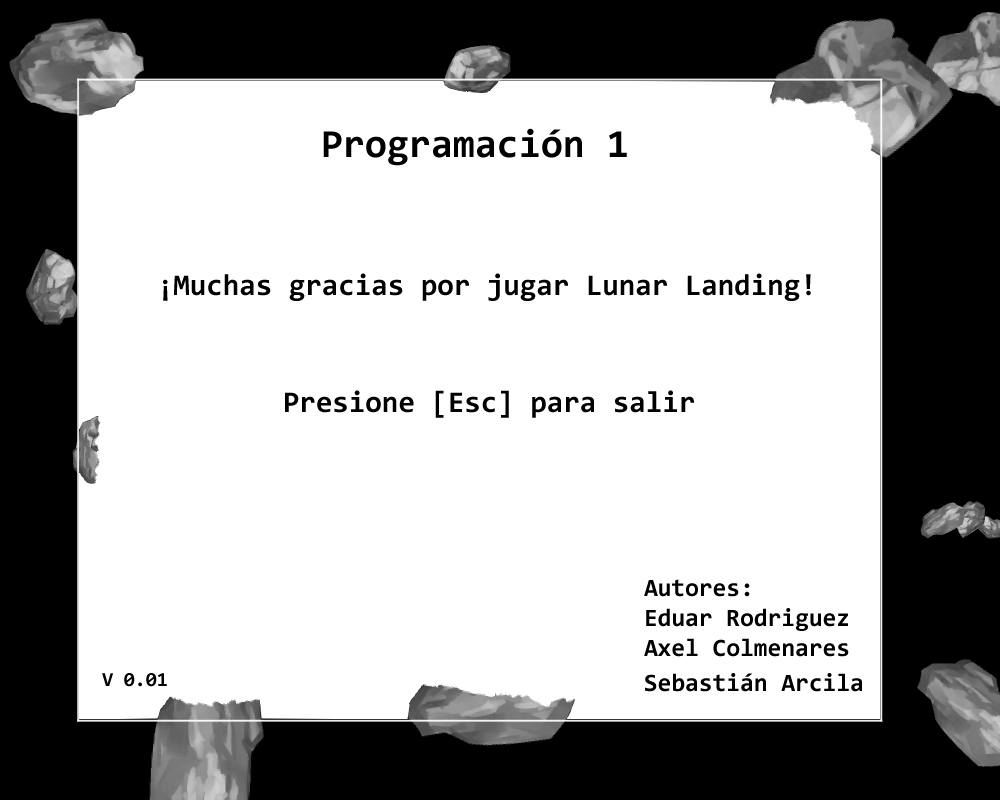 Programación 1
¡Muchas gracias por jugar Lunar Landing!
Presione [Esc] para salir
Autores:
Eduar Rodriguez
Axel Colmenares
Sebastián Arcila
V 0.01